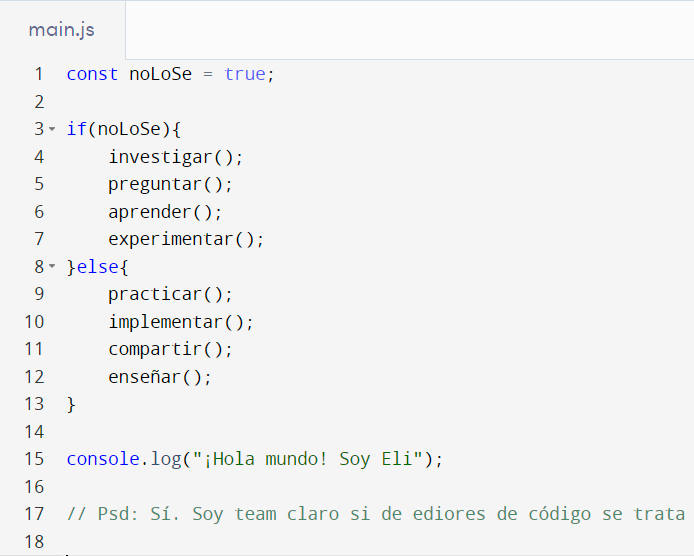 main.js
1 const noLoSe = true;
2
3 if(noLoSe){
4     investigar();
5     preguntar();
6     aprender();
7     experimentar();
8 }else{
9     practicar();
10     implementar();
11     compartir();
12     enseñar();
13 }
14
15 console.log("¡Hola mundo! Soy Eli");
16
17 // Psd: Sí. Soy team claro si de ediores de código se trata
18